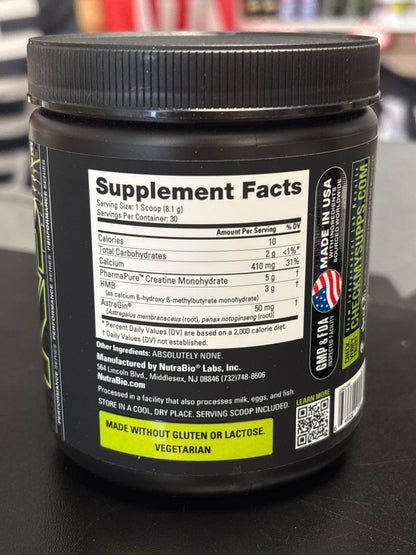 Supplement Facts
Serving Size: 1 Scoop (8.1 g)
Servings Per Container: 30
Amount Per Serving % DV
Calories 10
Total Carbohydrates 2 g <1%*
Calcium 410 mg 31%
PharmaPure™ Creatine Monohydrate 5 g †
HMB 3 g †
(as calcium ß-hydroxy ß-methylbutyrate monohydrate)
AstraGin® 50 mg †
[Astragalus membranaceus (root), panax notoginseng (root)]
* Percent Daily Values (DV) are based on a 2,000 calorie diet.
† Daily Values (DV) not established.
Other Ingredients: ABSOLUTELY NONE.
Manufactured by NutraBio® Labs, Inc.
564 Lincoln Blvd., Middlesex, NJ 08846 (732)748-8606
NutraBio.com
Processed in a facility that also processes milk, eggs, and fish.
STORE IN A COOL, DRY PLACE. SERVING SCOOP INCLUDED.
MADE WITHOUT GLUTEN OR LACTOSE.
VEGETARIAN
PERFORMANCE SERIES
GMP & FDA
INSPECTED FACILITY
MADE IN USA
CHECKMYSUPPS.COM
LEARN MORE